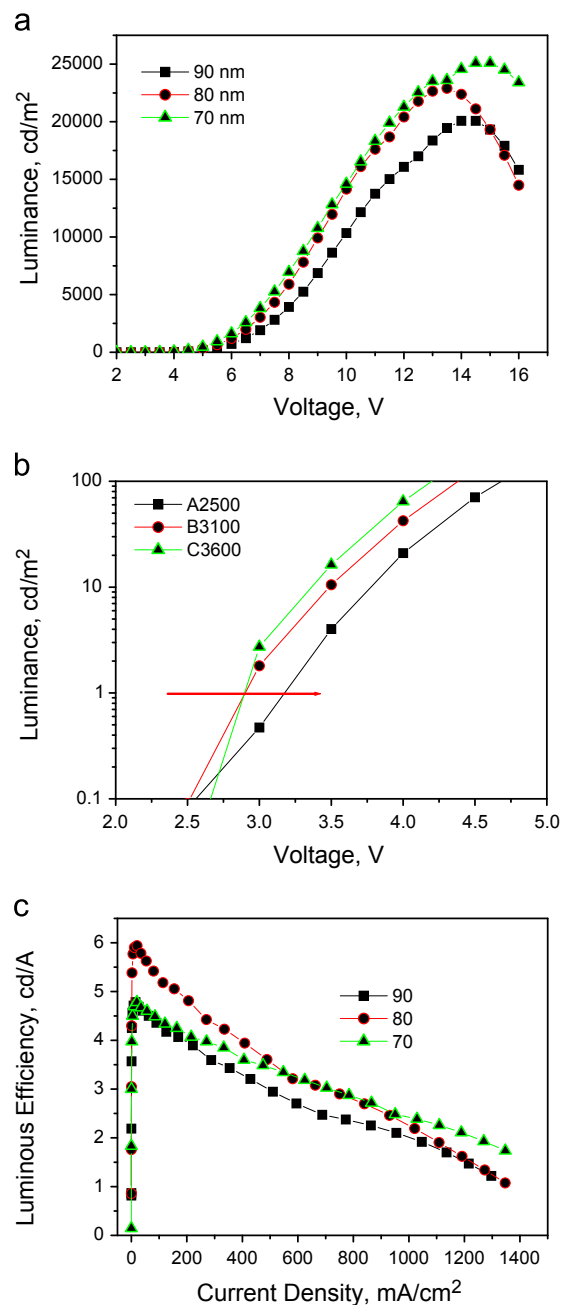 a
25000
20000
15000
10000
5000
0
Luminance, cd/m²
90 nm
80 nm
70 nm
2 4 6 8 10 12 14 16
Voltage, V
b
100
10
1
0.1
Luminance, cd/m²
A2500
B3100
C3600
2.0 2.5 3.0 3.5 4.0 4.5 5.0
Voltage, V
c
6
5
4
3
2
1
0
Luminous Efficiency, cd/A
90
80
70
0 200 400 600 800 1000 1200 1400
Current Density, mA/cm²